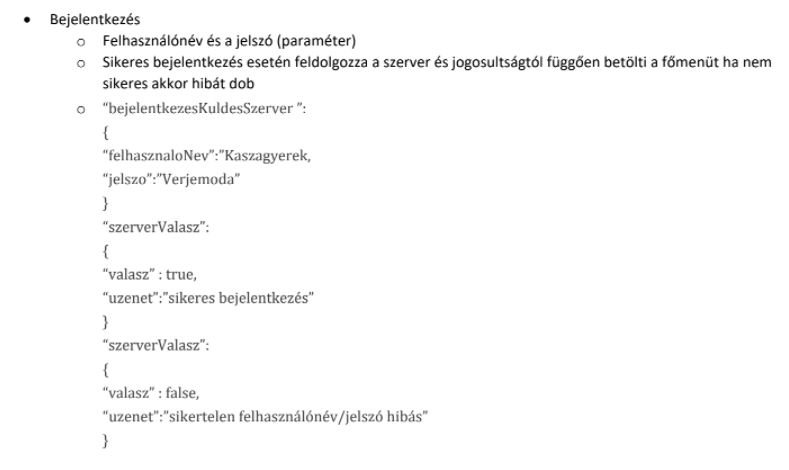 • Bejelentkezés
o Felhasználónév és a jelszó (paraméter)
o Sikeres bejelentkezés esetén feldolgozza a szerver és jogosultságtól függően betölti a főmenüt ha nem
sikeres akkor hibát dob
o “bejelentkezesKuldesSzerver ”:
{
“felhasznaloNev”:”Kaszagyerek,
“jelszo”:”Verjemoda”
}
“szerverValasz”:
{
“valasz” : true,
“uzenet”:”sikeres bejelentkezés”
}
“szerverValasz”:
{
“valasz” : false,
“uzenet”:”sikertelen felhasználónév/jelszó hibás”
}